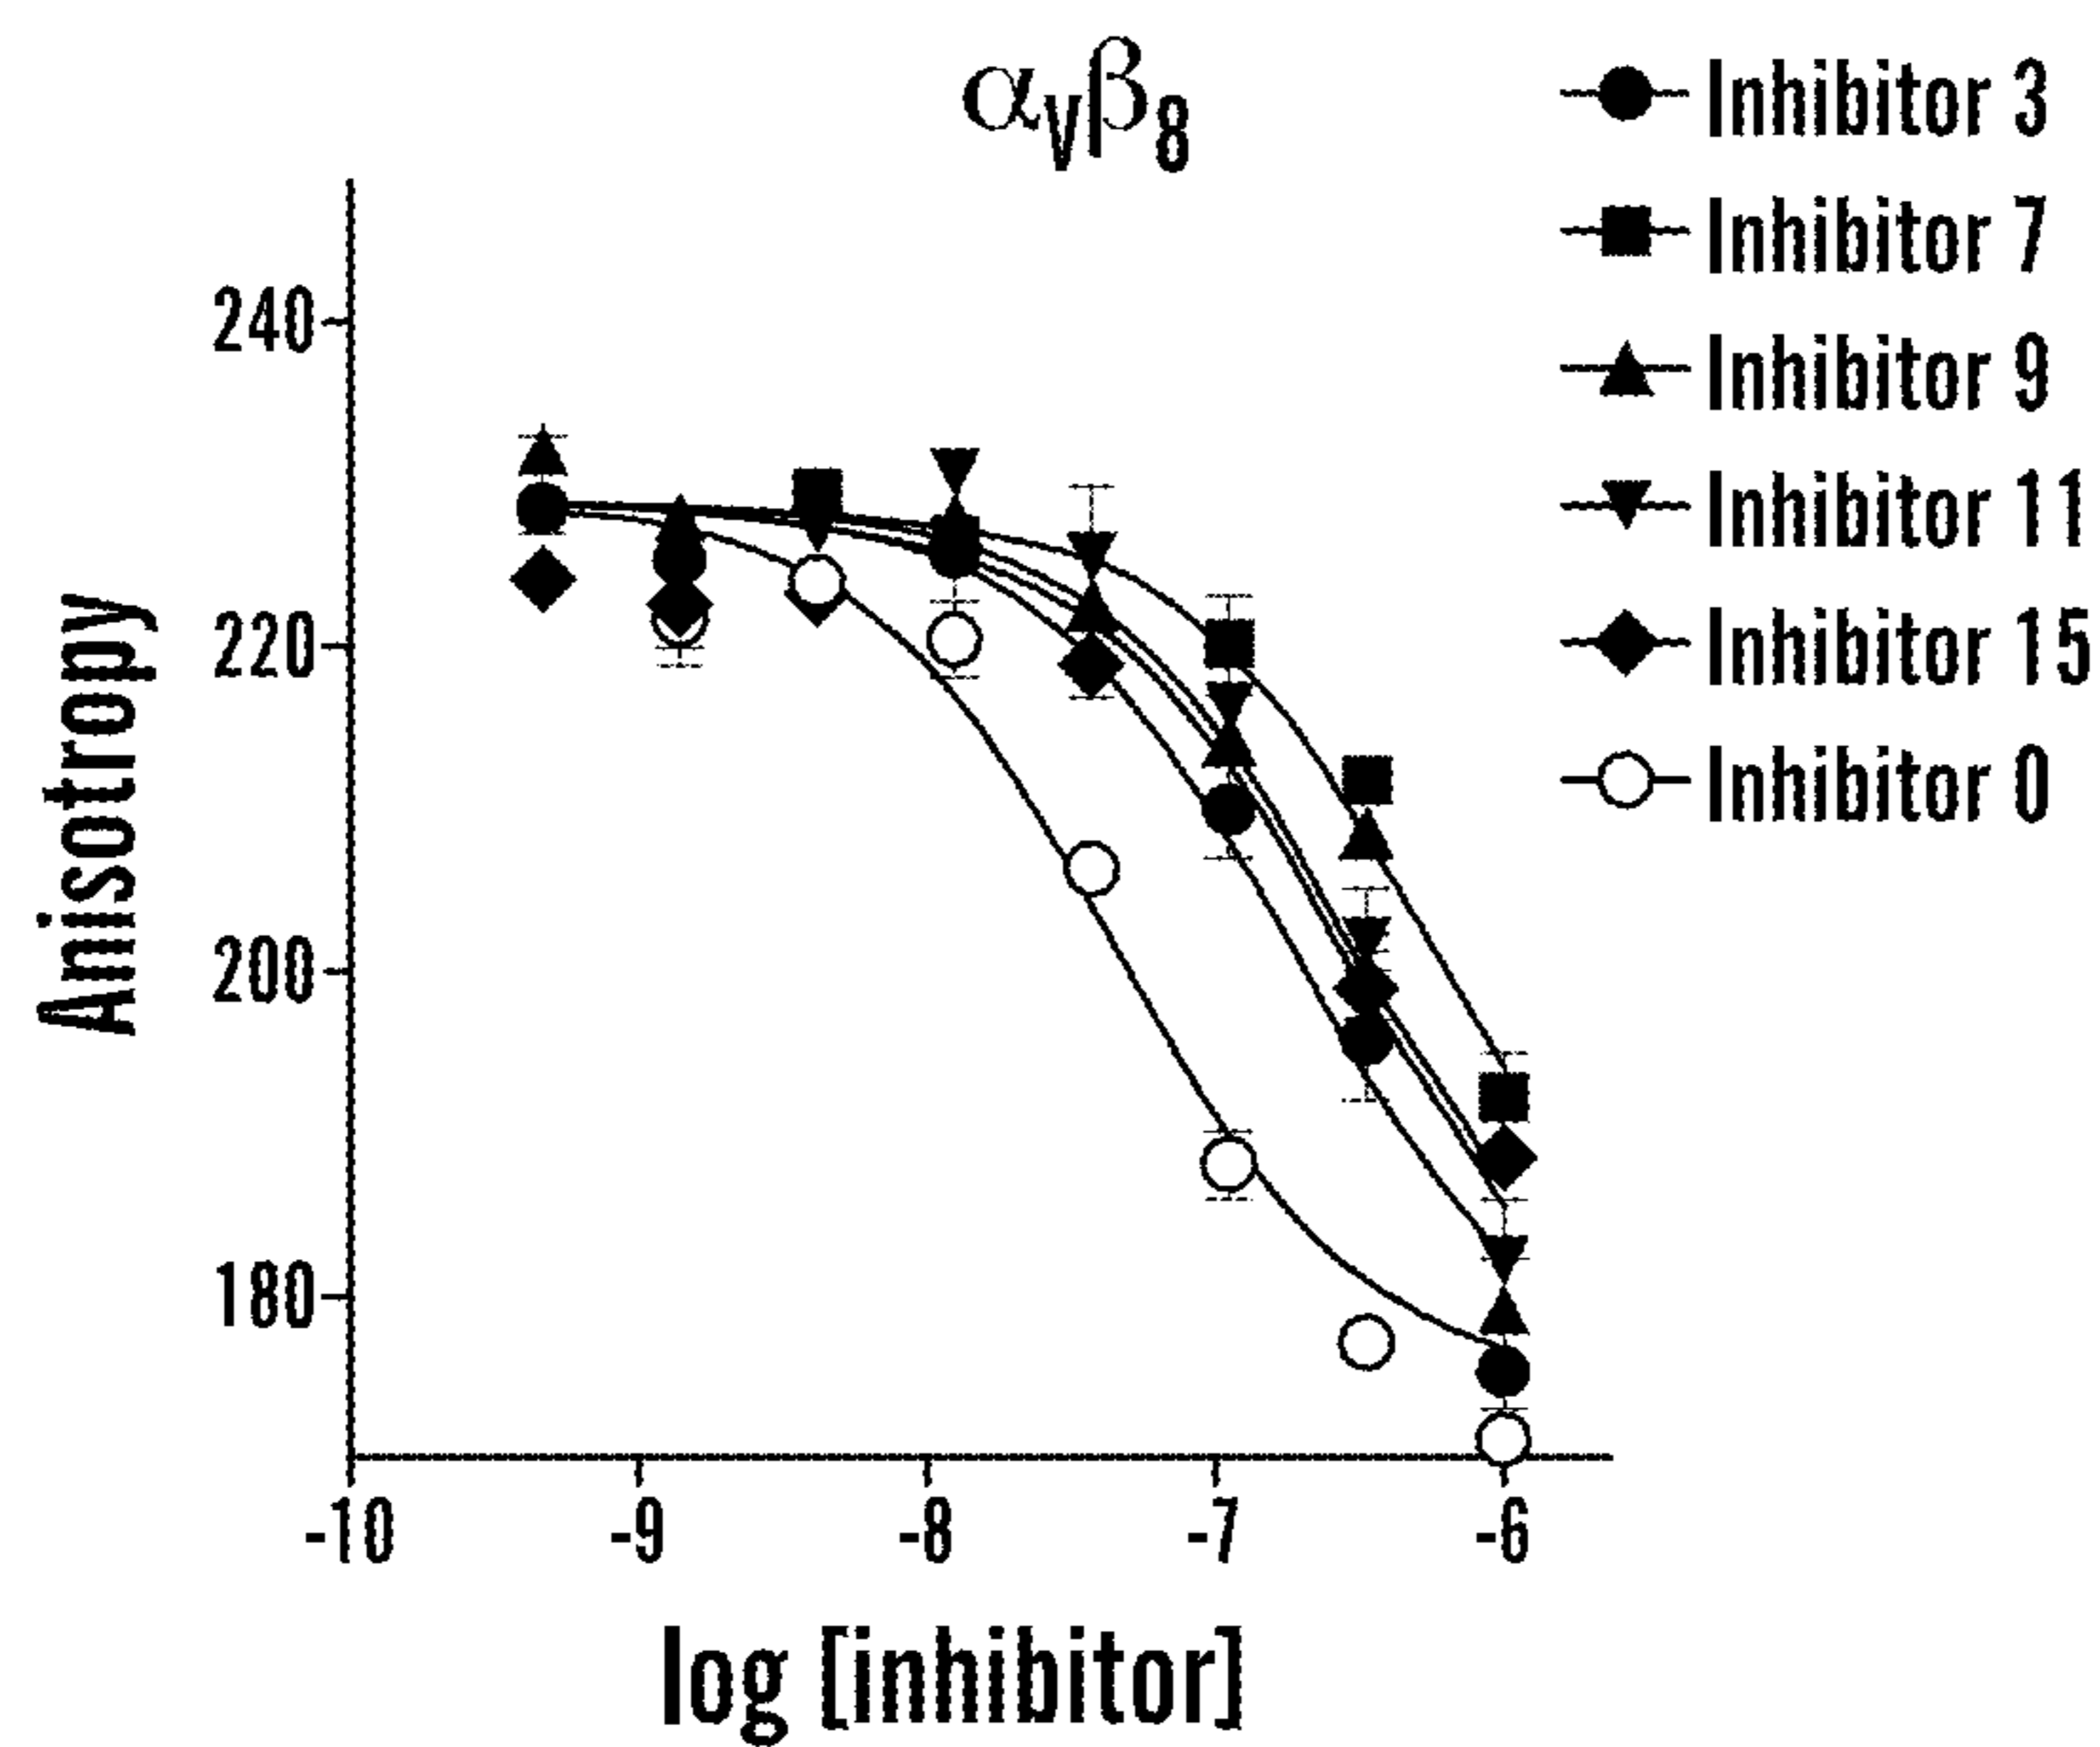 αVβ8
Inhibitor 3
Inhibitor 7
Inhibitor 9
Inhibitor 11
Inhibitor 15
Inhibitor 0
Anisotropy
240
220
200
180
-10 -9 -8 -7 -6
log [inhibitor]